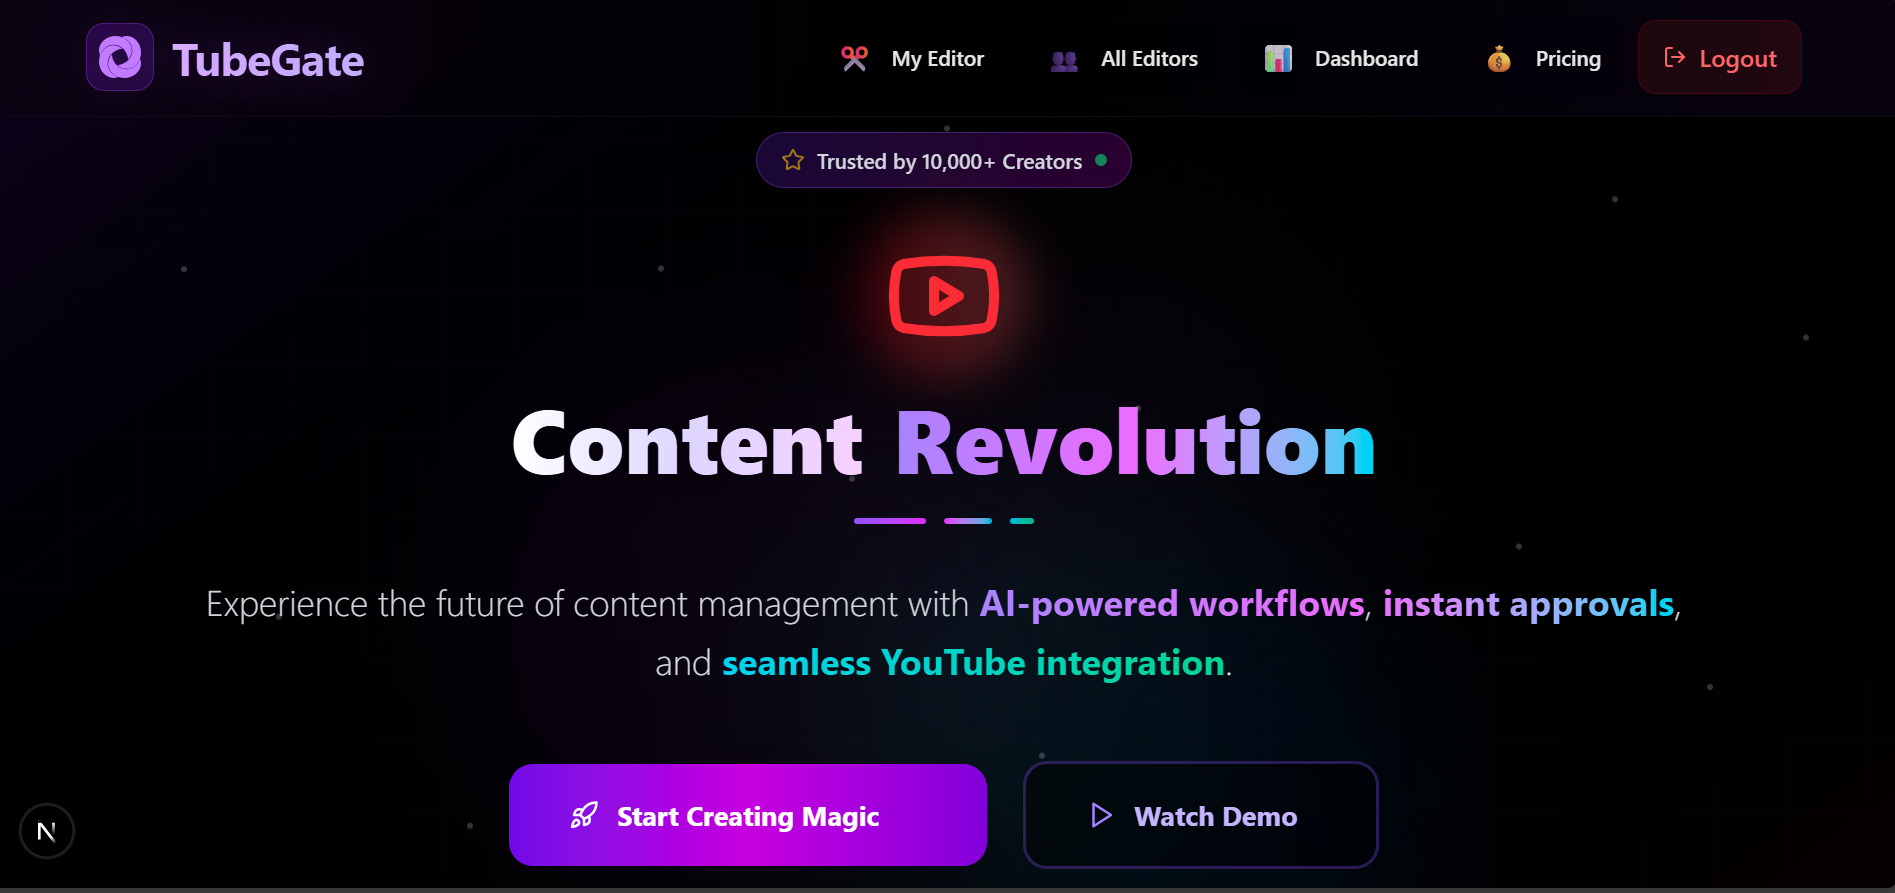 TubeGate
My Editor
All Editors
Dashboard
Pricing
Logout
Trusted by 10,000+ Creators
Content Revolution
Experience the future of content management with AI-powered workflows, instant approvals,
and seamless YouTube integration.
Start Creating Magic
Watch Demo
N